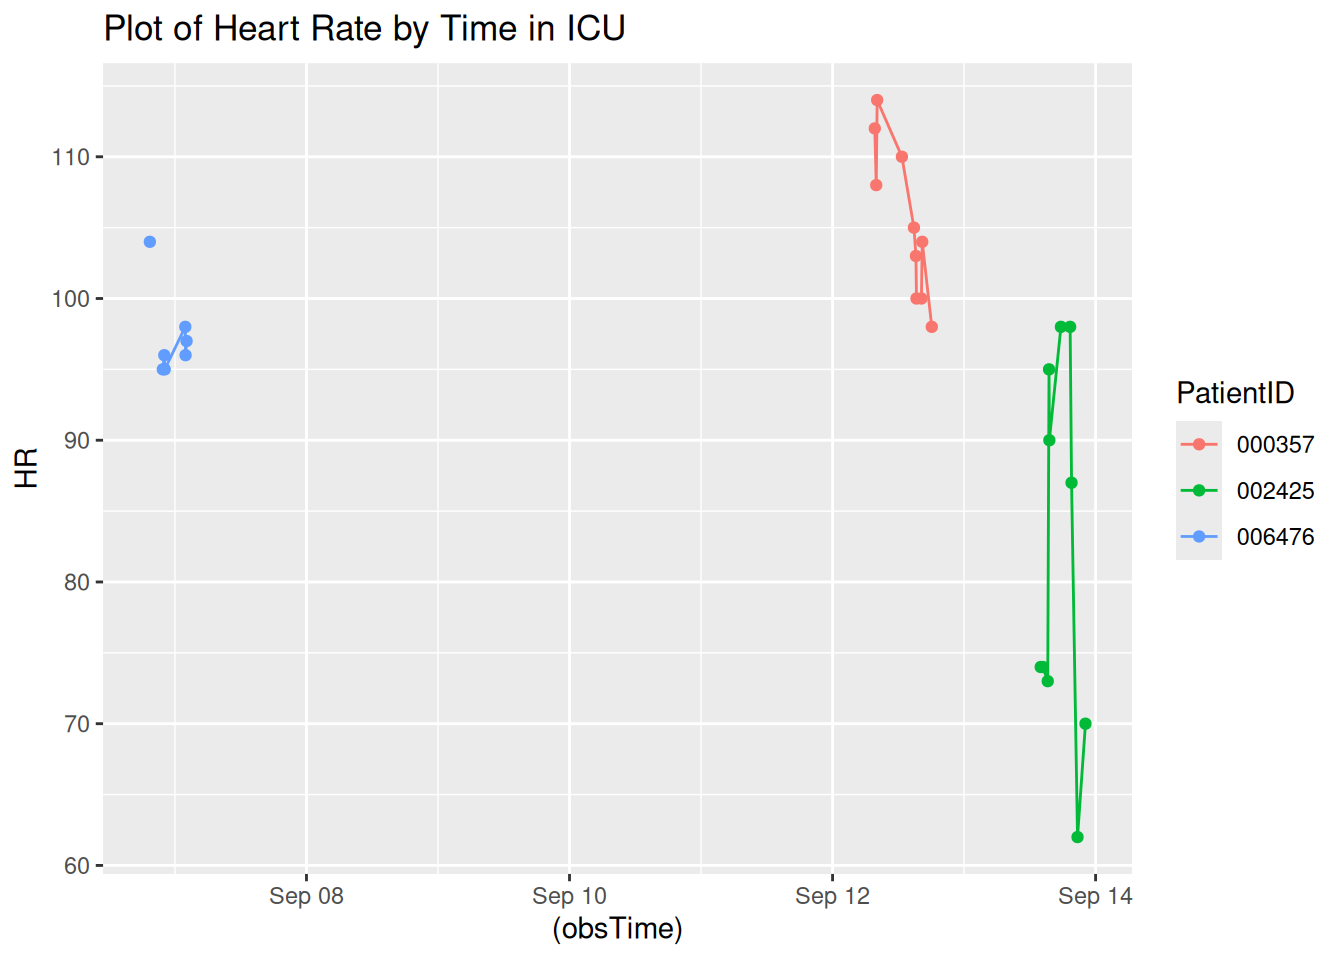 Plot of Heart Rate by Time in ICU
110
100
90
80
70
60
HR
Sep 08
Sep 10
Sep 12
Sep 14
(obsTime)
PatientID
000357
002425
006476